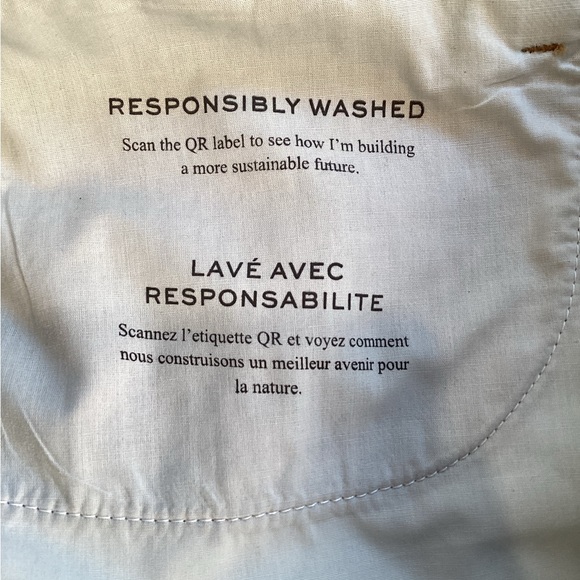 RESPONSIBLY WASHED
Scan the QR label to see how I'm building
a more sustainable future.
LAVÉ AVEC
RESPONSABILITE
Scannez l'etiquette QR et voyez comment
nous construisons un meilleur avenir pour
la nature.